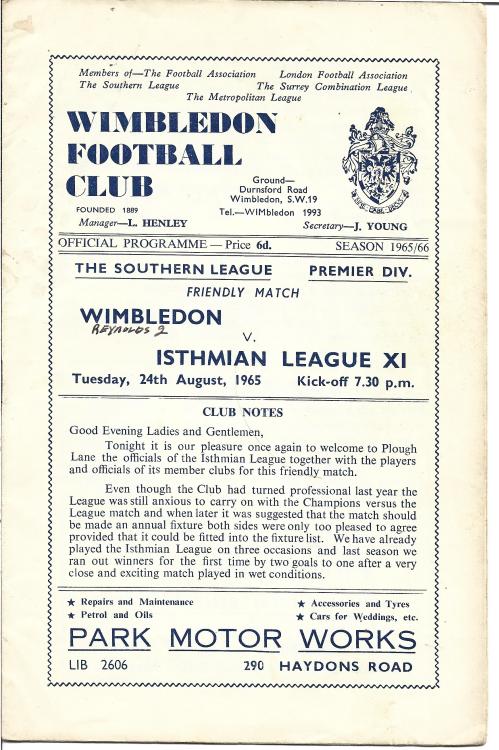 Members of—The Football Association London Football Association
The Southern League The Surrey Combination League
The Metropolitan League
WIMBLEDON
FOOTBALL
CLUB
FOUNDED 1889
Ground—
Durnsford Road
Wimbledon, S.W.19
Tel.—WIMbledon 1993
Manager—L. HENLEY Secretary—J. YOUNG
OFFICIAL PROGRAMME — Price 6d. SEASON 1965/66
THE SOUTHERN LEAGUE PREMIER DIV.
FRIENDLY MATCH
WIMBLEDON
REYNOLDS 2
V.
ISTHMIAN LEAGUE XI
Tuesday, 24th August, 1965 Kick-off 7.30 p.m.
CLUB NOTES
Good Evening Ladies and Gentlemen,
Tonight it is our pleasure once again to welcome to Plough
Lane the officials of the Isthmian League together with the players
and officials of its member clubs for this friendly match.
Even though the Club had turned professional last year the
League was still anxious to carry on with the Champions versus the
League match and when later it was suggested that the match should
be made an annual fixture both sides were only too pleased to agree
provided that it could be fitted into the fixture list. We have already
played the Isthmian League on three occasions and last season we
ran out winners for the first time by two goals to one after a very
close and exciting match played in wet conditions.
★ Repairs and Maintenance ★ Accessories and Tyres
★ Petrol and Oils ★ Cars for Weddings, etc.
PARK MOTOR WORKS
LIB 2606 290 HAYDONS ROAD